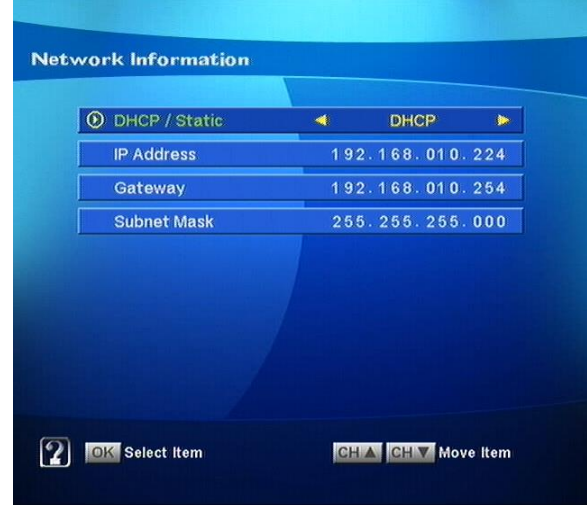 Network Information
DHCP / Static DHCP
IP Address 192.168.010.224
Gateway 192.168.010.254
Subnet Mask 255.255.255.000
? OK Select Item CH CH Move Item